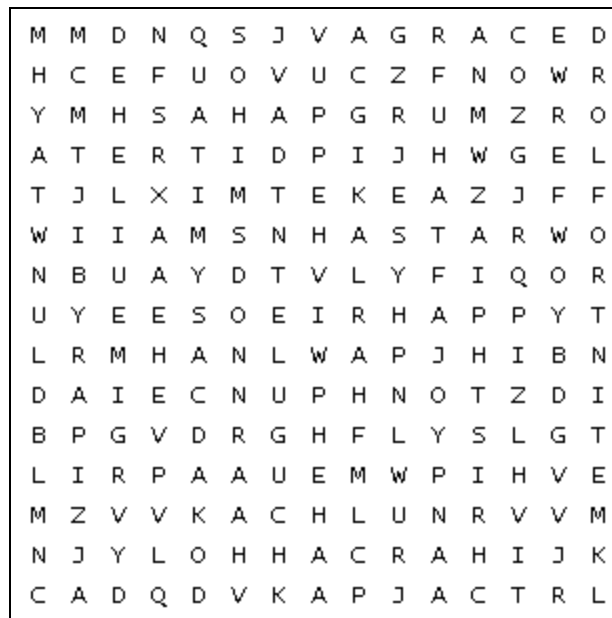 M M D N Q S J V A G R A C E D
H C E F U O V U C Z F N O W R
Y M H S A H A P G R U M Z R O
A T E R T I D P I J H W G E L
T J L X I M T E K E A Z J F F
W I I A M S N H A S T A R W O
N B U A Y D T V L Y F I Q O R
U Y E E S O E I R H A P P Y T
L R M H A N L W A P J H I B N
D A I E C N U P H N O T Z D I
B P G V D R G H F L Y S L G T
L I R P A A U E M W P I H V E
M Z V V K A C H L U N R V V M
N J Y L O H H A C R A H I J K
C A D Q D V K A P J A C T R L